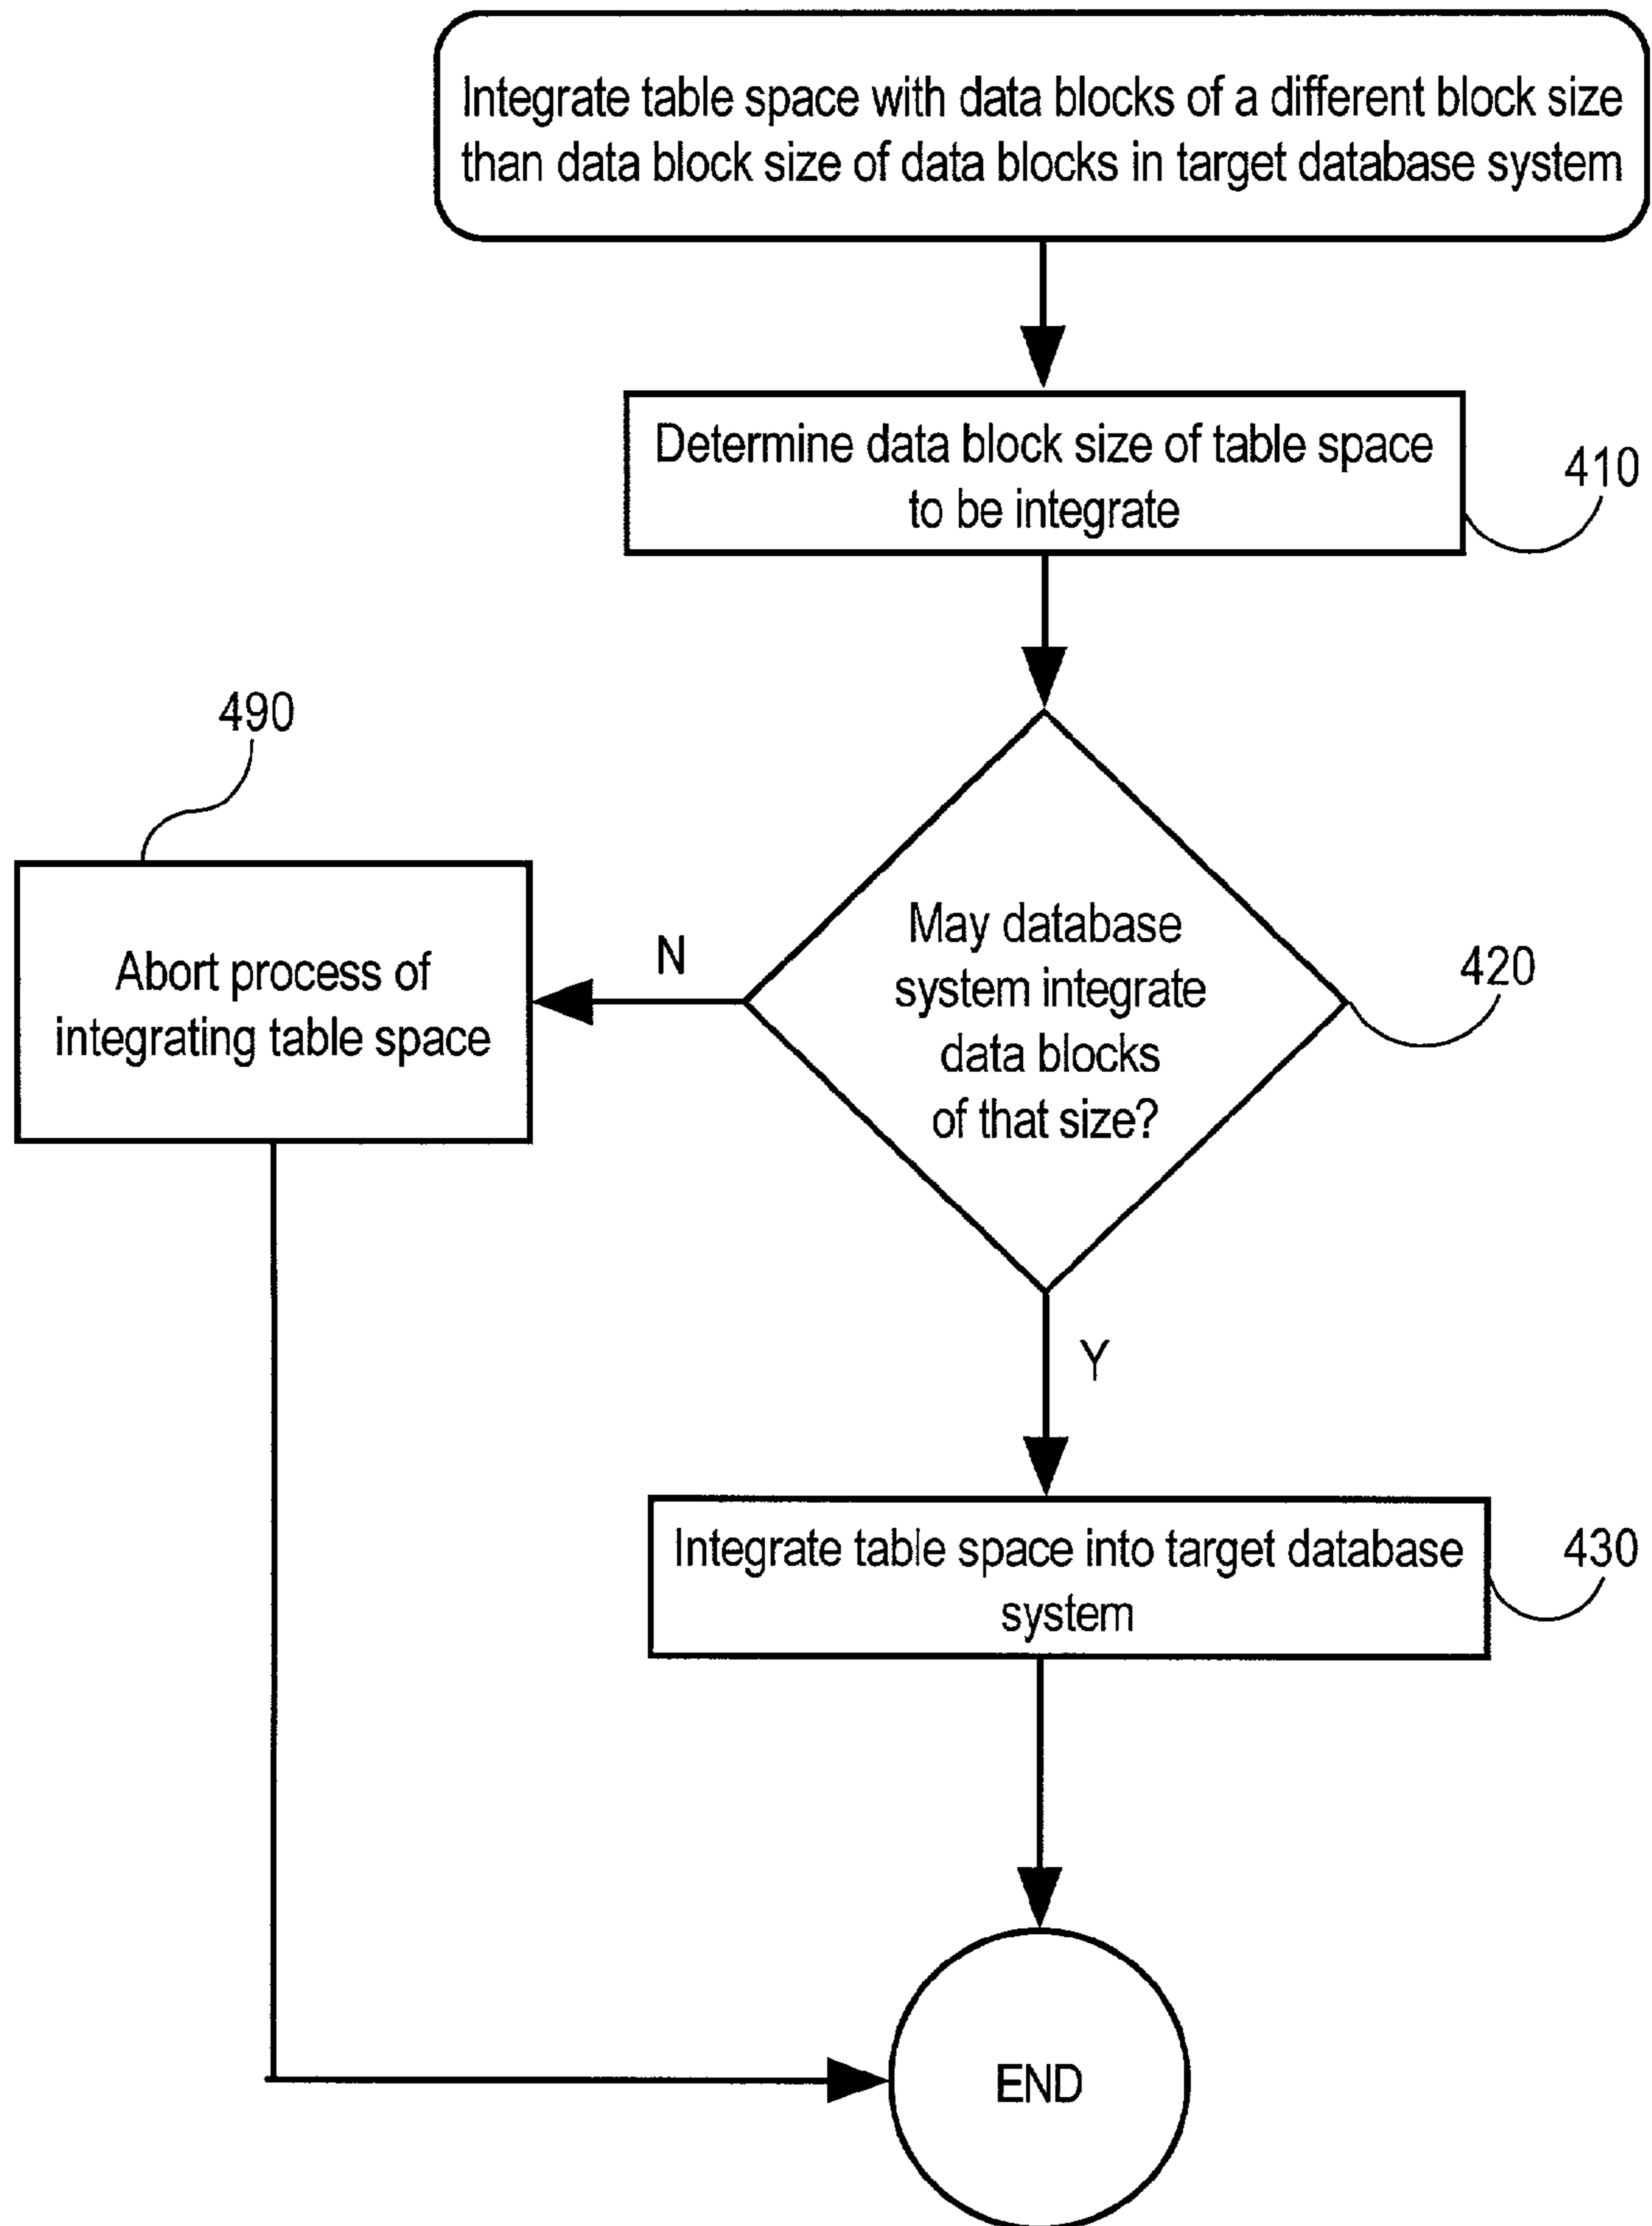 Integrate table space with data blocks of a different block size
than data block size of data blocks in target database system
Determine data block size of table space
to be integrate
410
490
May database
system integrate
data blocks
of that size?
420
N
Abort process of
integrating table space
Y
Integrate table space into target database
system
430
END